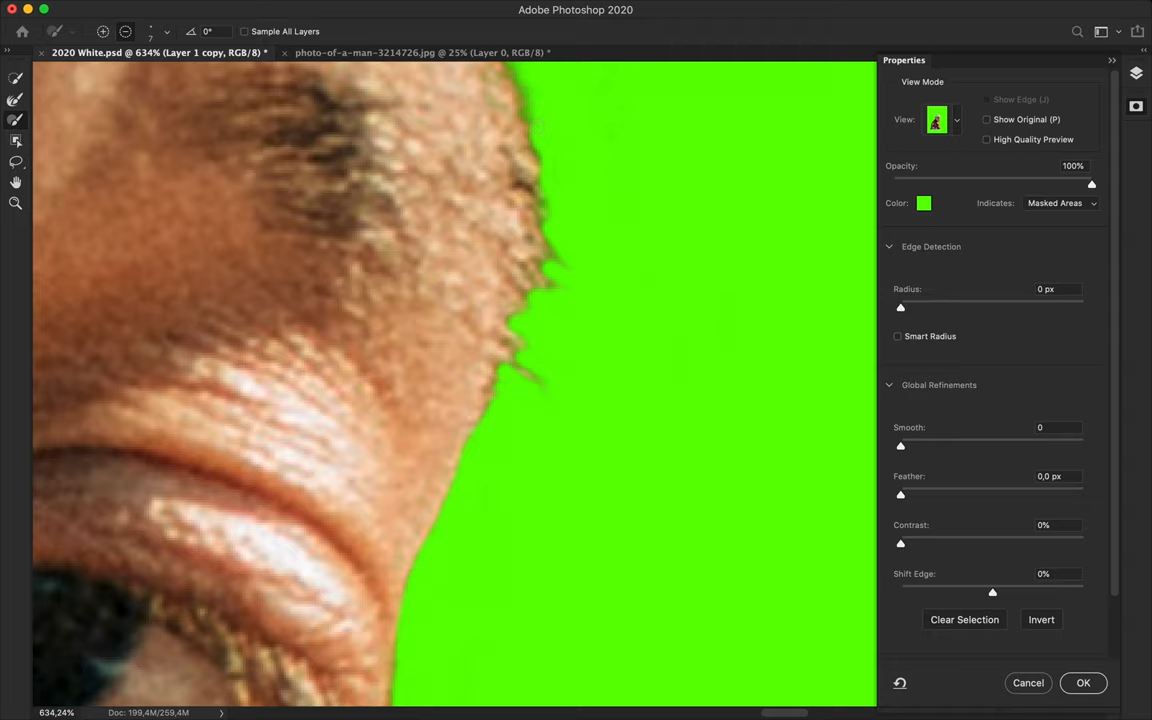 Adobe Photoshop 2020
7
0°
Sample All Layers
2020 White.psd @ 634% (Layer 1 copy, RGB/8) *
photo-of-a-man-3214726.jpg @ 25% (Layer 0, RGB/8) *
Properties
View Mode
Show Edge (J)
View:
Show Original (P)
High Quality Preview
Opacity:
100%
Color:
Indicates:
Masked Areas
Edge Detection
Radius:
0 px
Smart Radius
Global Refinements
Smooth:
0
Feather:
0,0 px
Contrast:
0%
Shift Edge:
0%
Clear Selection
Invert
Cancel
OK
634,24%
Doc: 199,4M/259,4M